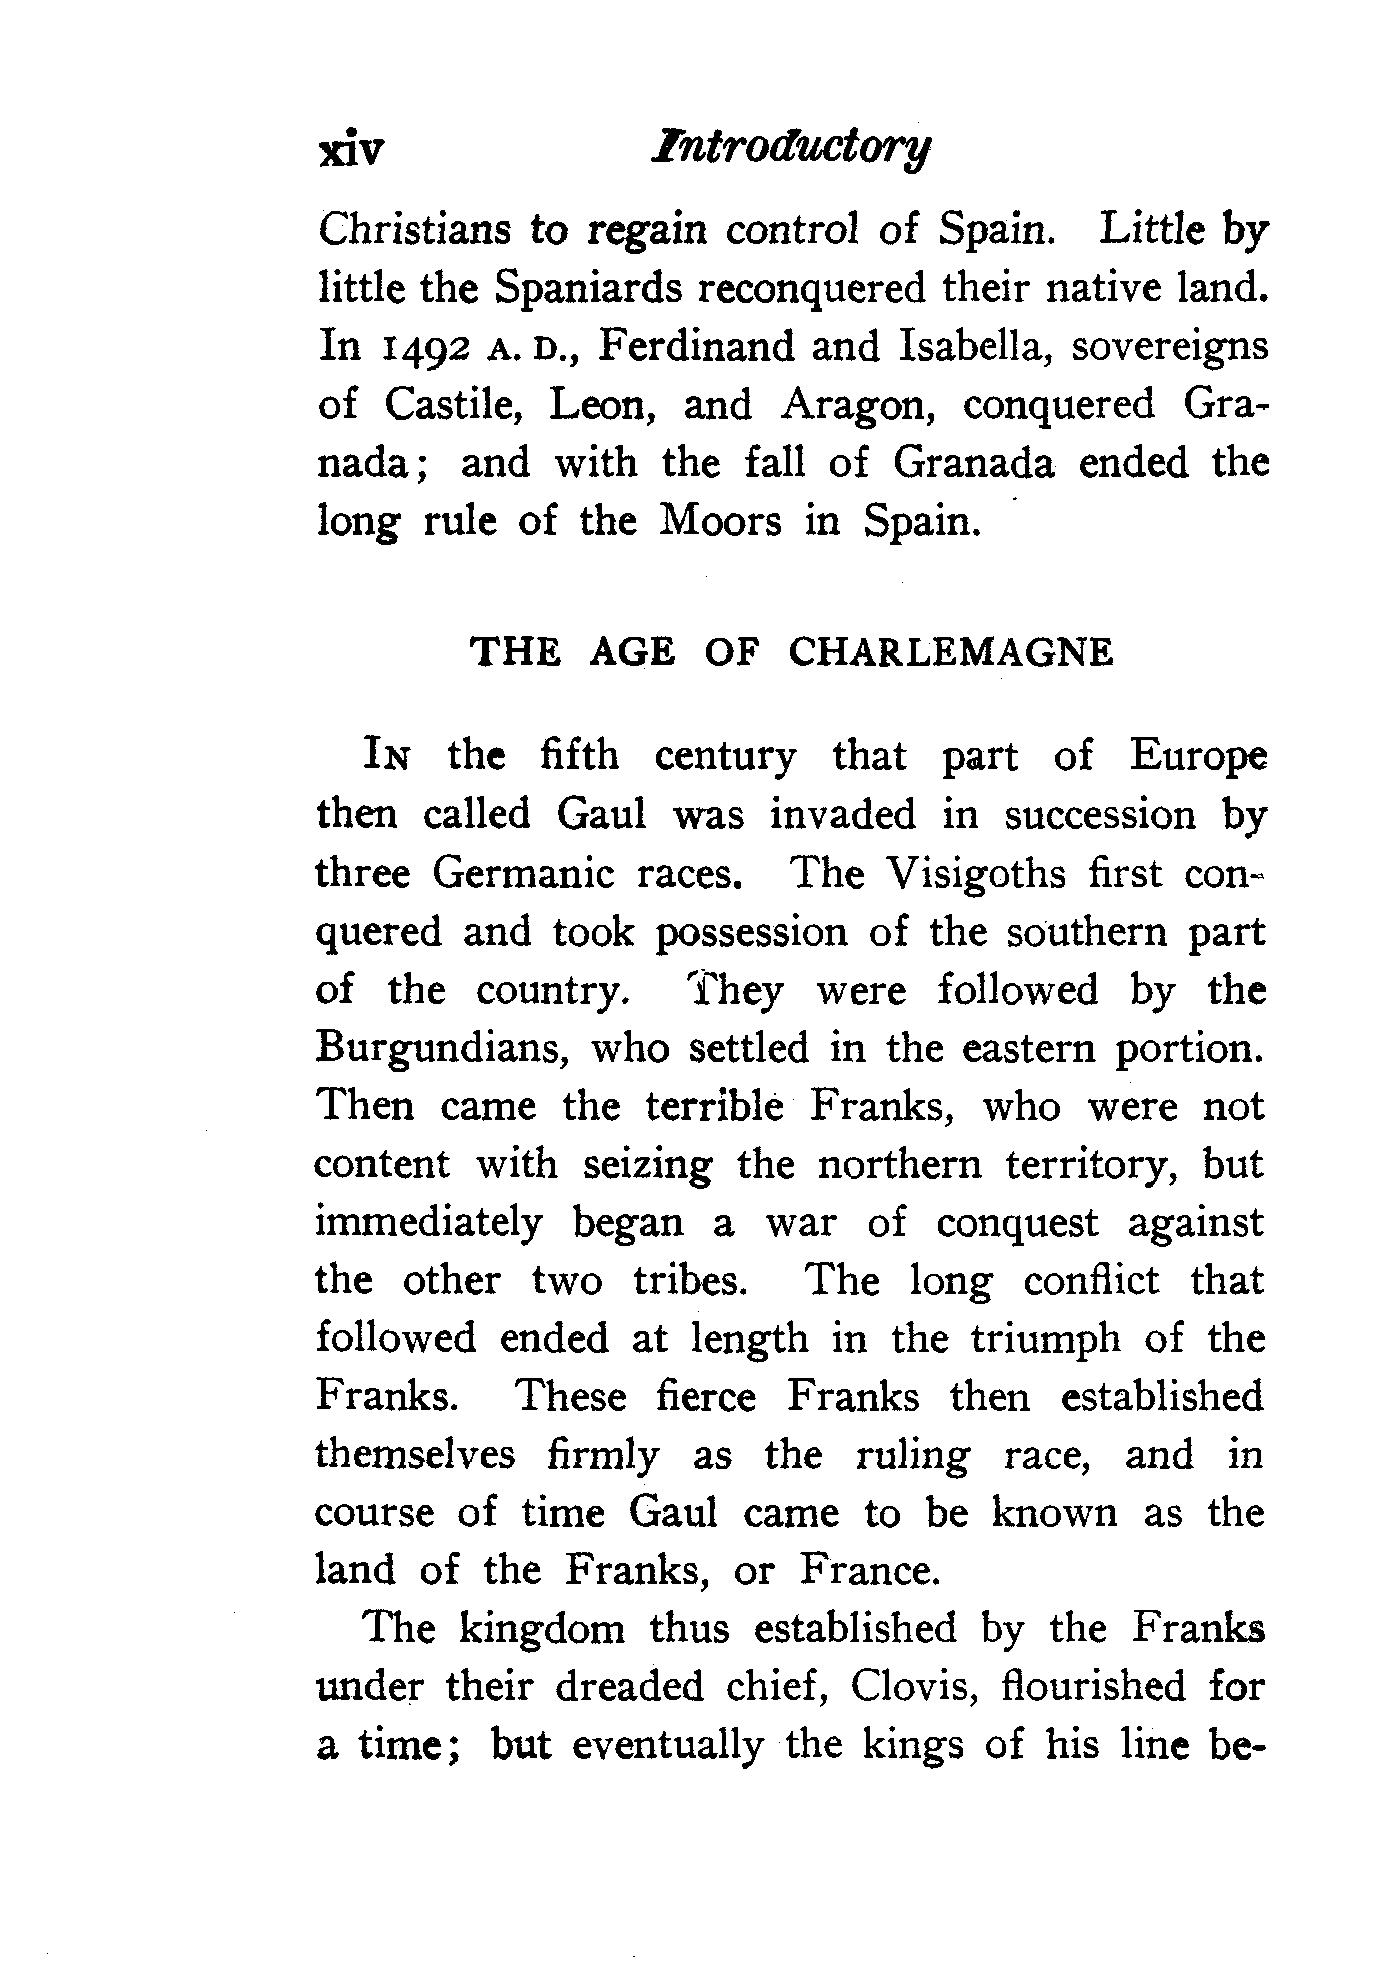 xiv Introductory
Christians to regain control of Spain. Little by
little the Spaniards reconquered their native land.
In 1492 A. D., Ferdinand and Isabella, sovereigns
of Castile, Leon, and Aragon, conquered Gra-
nada; and with the fall of Granada ended the
long rule of the Moors in Spain.
THE AGE OF CHARLEMAGNE
IN the fifth century that part of Europe
then called Gaul was invaded in succession by
three Germanic races. The Visigoths first con-
quered and took possession of the southern part
of the country. They were followed by the
Burgundians, who settled in the eastern portion.
Then came the terrible Franks, who were not
content with seizing the northern territory, but
immediately began a war of conquest against
the other two tribes. The long conflict that
followed ended at length in the triumph of the
Franks. These fierce Franks then established
themselves firmly as the ruling race, and in
course of time Gaul came to be known as the
land of the Franks, or France.
The kingdom thus established by the Franks
under their dreaded chief, Clovis, flourished for
a time; but eventually the kings of his line be-